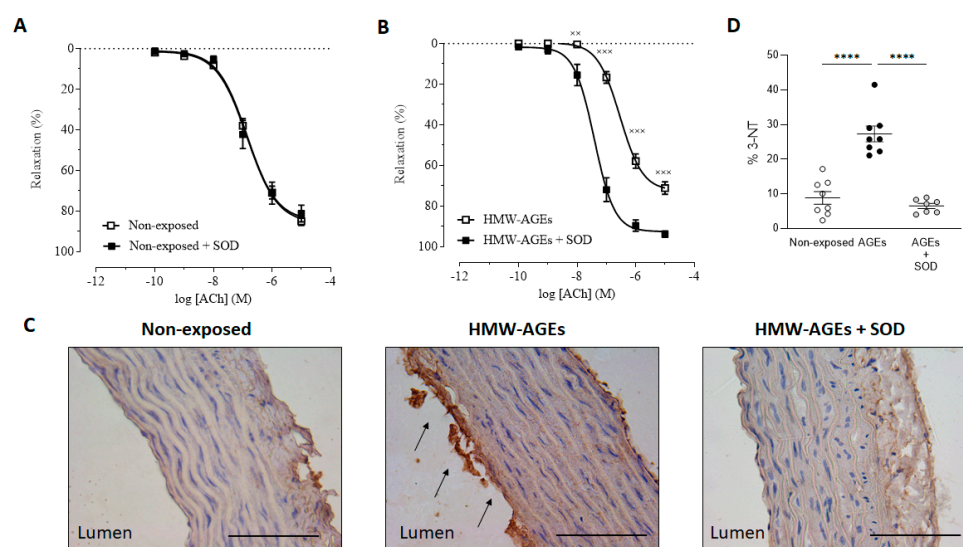 A
0
20
40
60
80
100
Relaxation (%)
Non-exposed
Non-exposed + SOD
-12
-10
-8
-6
-4
-2
log [ACh] (M)
B
0
20
40
60
80
100
Relaxation (%)
××
×××
×××
×××
HMW-AGEs
HMW-AGEs + SOD
-12
-10
-8
-6
-4
-2
log [ACh] (M)
D
**** ****
50
40
30
20
10
0
% 3-NT
Non-exposed AGEs AGEs
+
SOD
C
Non-exposed HMW-AGEs HMW-AGEs + SOD
Lumen Lumen Lumen